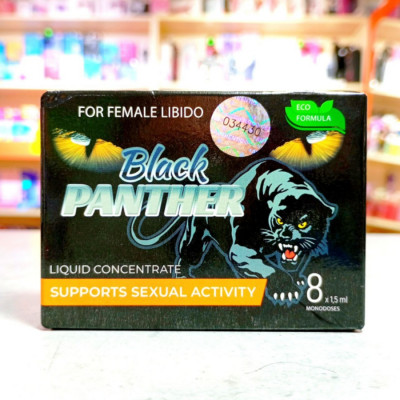 FOR FEMALE LIBIDO
034430
ECO
FORMULA
Black
PANTHER
LIQUID CONCENTRATE
SUPPORTS SEXUAL ACTIVITY
8 x 1,5 ml
MONODOSES.